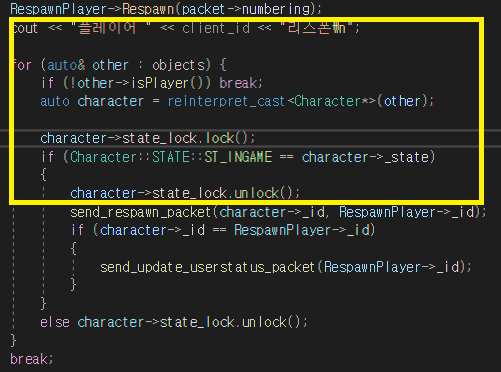 RespawnPlayer->Respawn(packet->numbering);
cout << "플레이어 " << client_id << "리스폰\n";
for (auto& other : objects) {
if (!other->isPlayer()) break;
auto character = reinterpret_cast<Character*>(other);
character->state_lock.lock();
if (Character::STATE::ST_INGAME == character->_state)
{
character->state_lock.unlock();
send_respawn_packet(character->_id, RespawnPlayer->_id);
if (character->_id == RespawnPlayer->_id)
{
send_update_userstatus_packet(RespawnPlayer->_id);
}
}
else character->state_lock.unlock();
}
break;